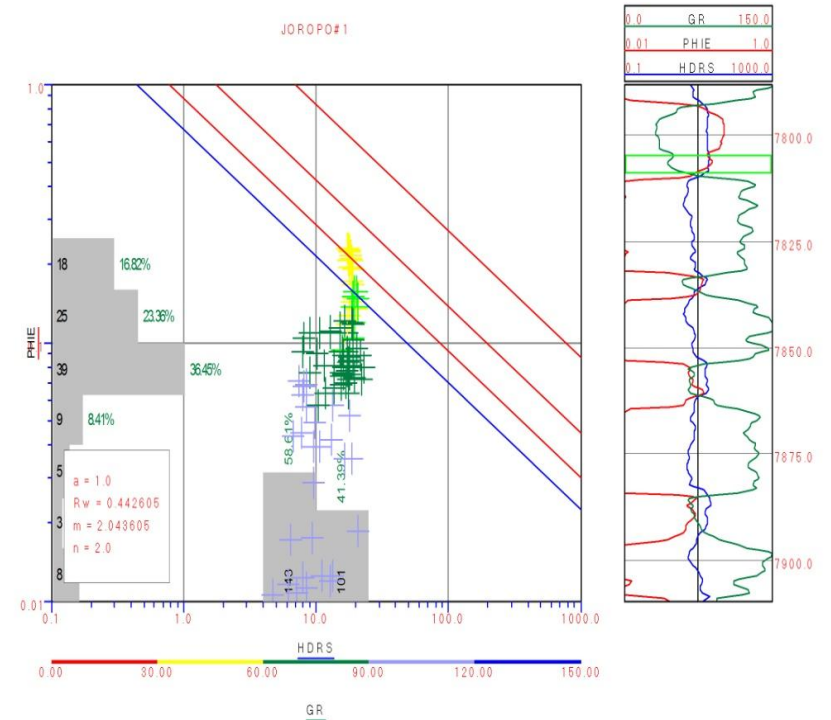 JOROPO#1
0.0 GR 150.0
0.01 PHIE 1.0
0.1 HDRS 1000.0
1.0
PHIE
0.01
18 16.82%
25 23.36%
39 36.45%
9 8.41%
5
3
8
a = 1.0
Rw = 0.442605
m = 2.043605
n = 2.0
58.61%
41.39%
143
101
0.1 1.0 10.0 100.0 1000.0
HDRS
0.00 30.00 60.00 90.00 120.00 150.00
GR
7800.0
7825.0
7850.0
7875.0
7900.0